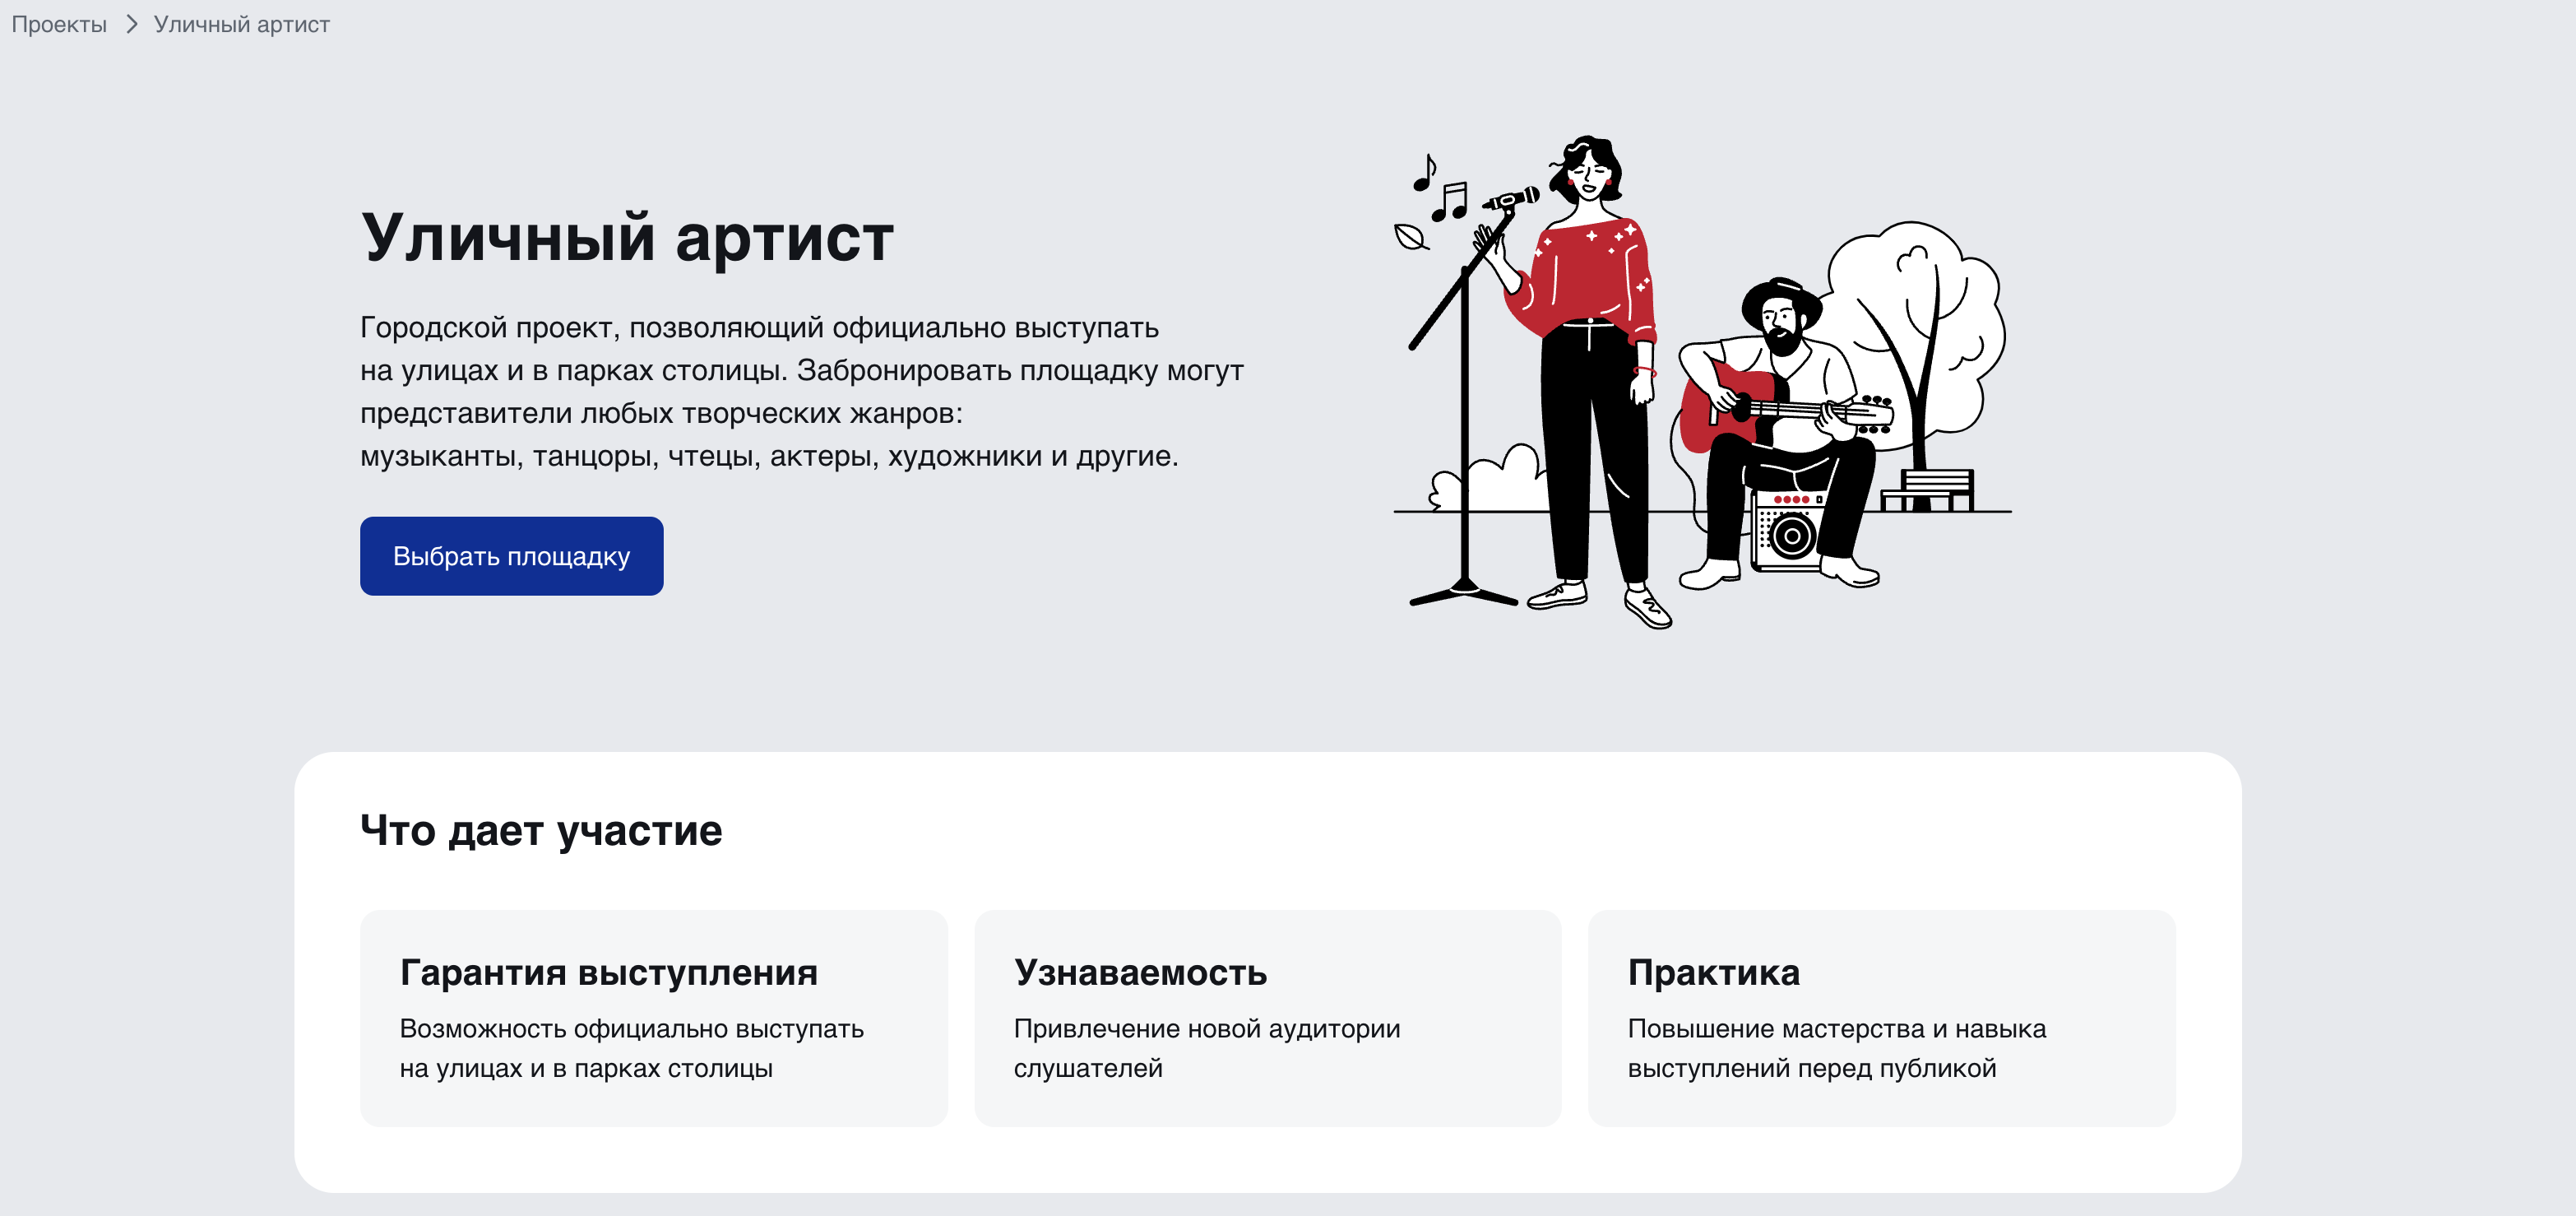 Проекты > Уличный артист
Уличный артист
Городской проект, позволяющий официально выступать
на улицах и в парках столицы. Забронировать площадку могут
представители любых творческих жанров:
музыканты, танцоры, чтецы, актеры, художники и другие.
Выбрать площадку
Что дает участие
Гарантия выступления
Возможность официально выступать
на улицах и в парках столицы
Узнаваемость
Привлечение новой аудитории
слушателей
Практика
Повышение мастерства и навыка
выступлений перед публикой